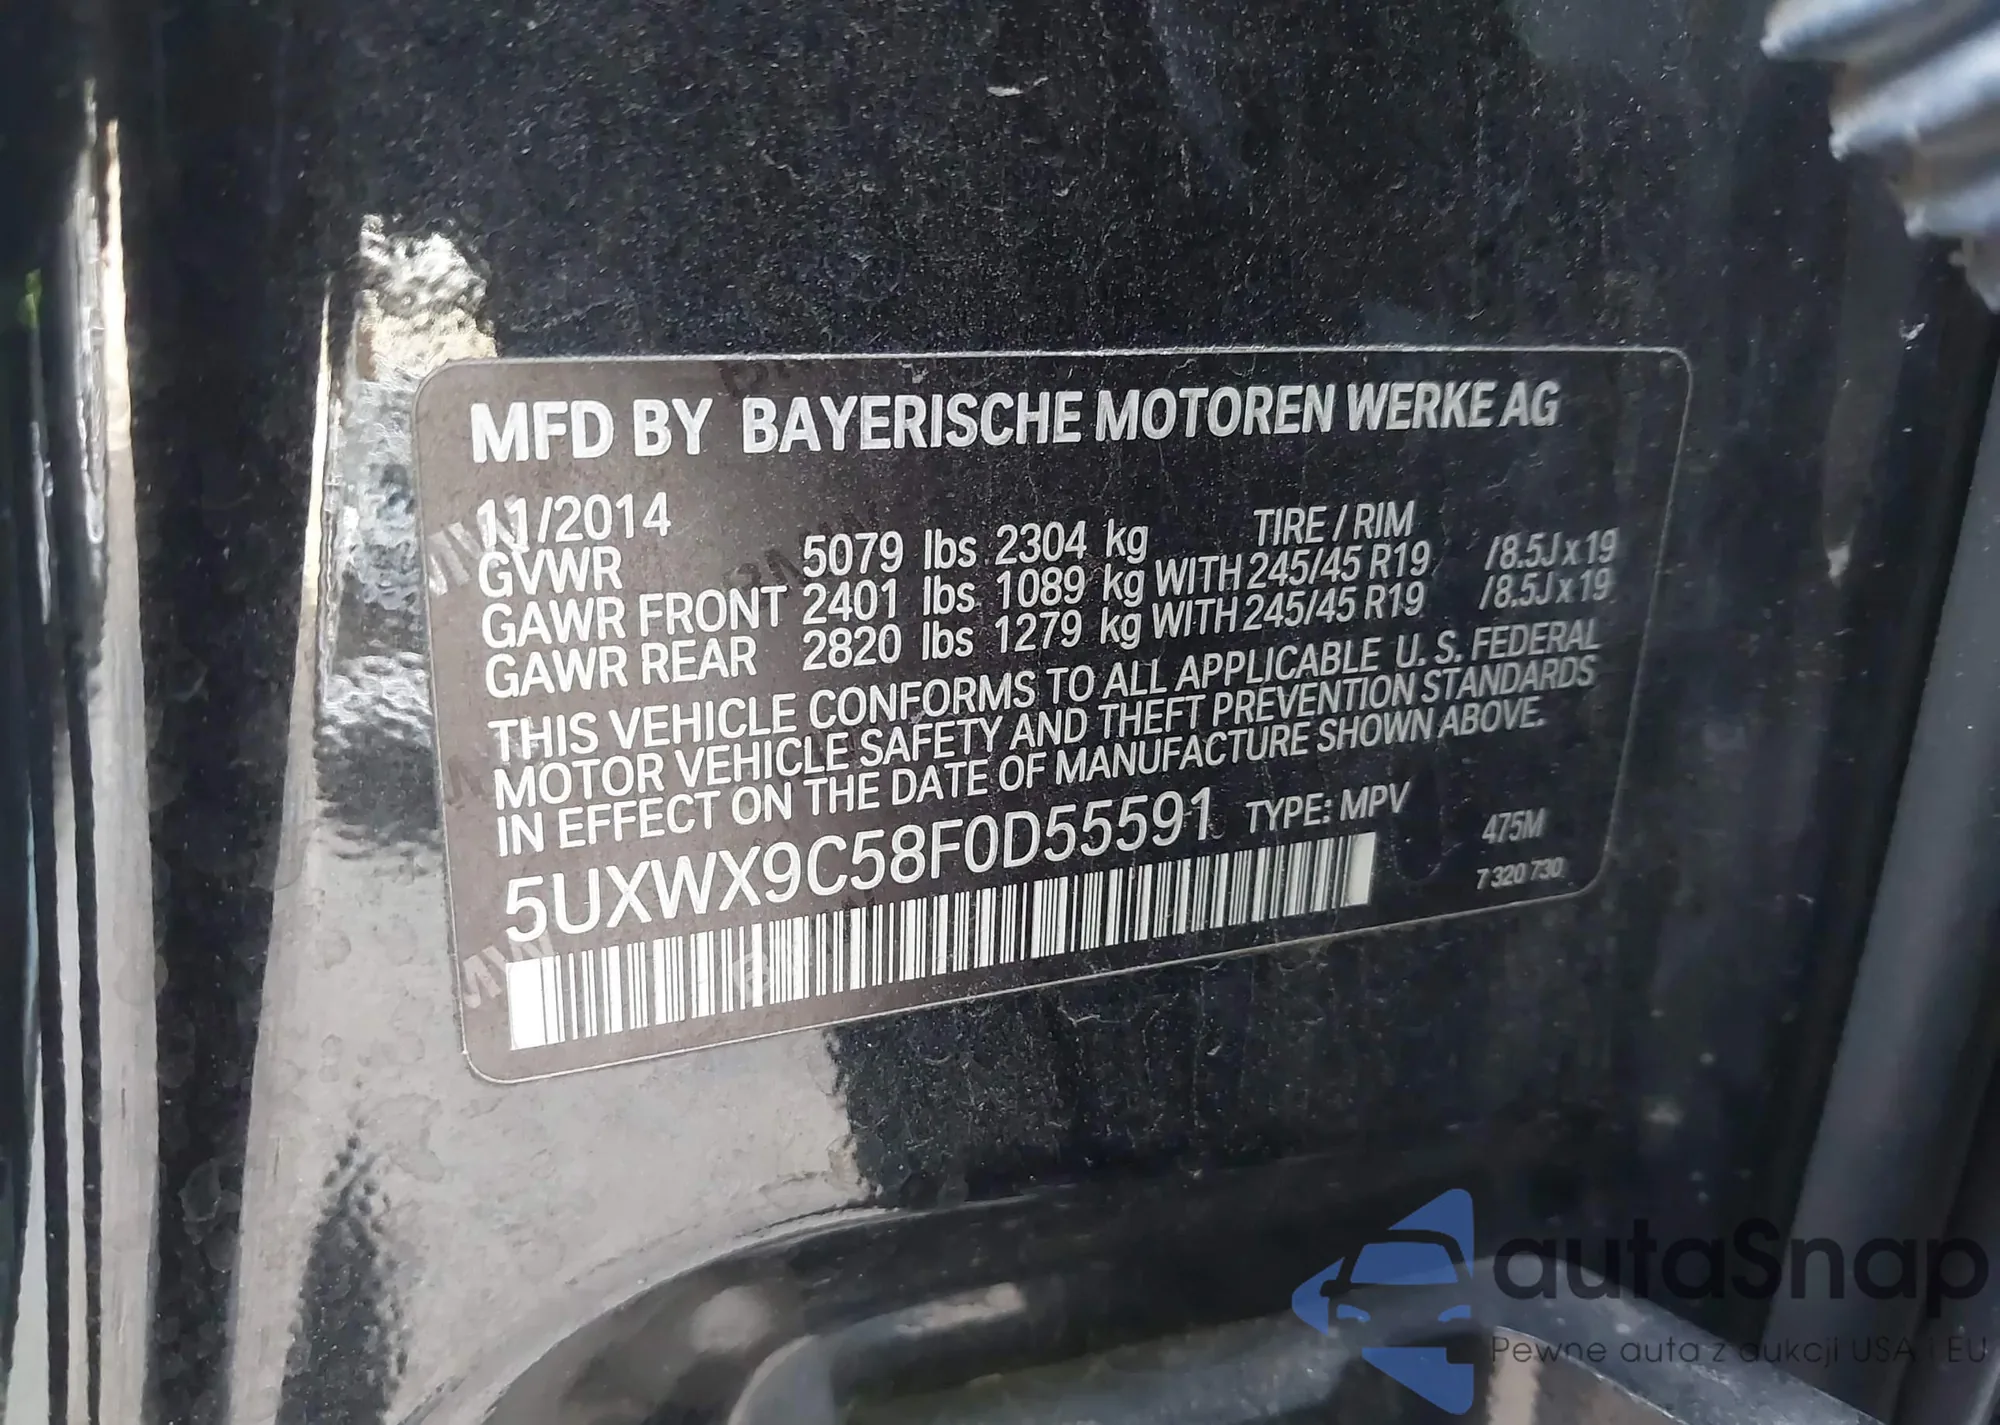 MFD BY BAYERISCHE MOTOREN WERKE AG
11/2014 TIRE / RIM
GVWR 5079 lbs 2304 kg
GAWR FRONT 2401 lbs 1089 kg WITH 245/45 R19 /8.5J x 19
GAWR REAR 2820 lbs 1279 kg WITH 245/45 R19 /8.5J x 19
THIS VEHICLE CONFORMS TO ALL APPLICABLE U. S. FEDERAL
MOTOR VEHICLE SAFETY AND THEFT PREVENTION STANDARDS
IN EFFECT ON THE DATE OF MANUFACTURE SHOWN ABOVE.
5UXWX9C58F0D55591 TYPE: MPV 475M
7 320 730
autaSnap
Pewne auta z aukcji USA i EU